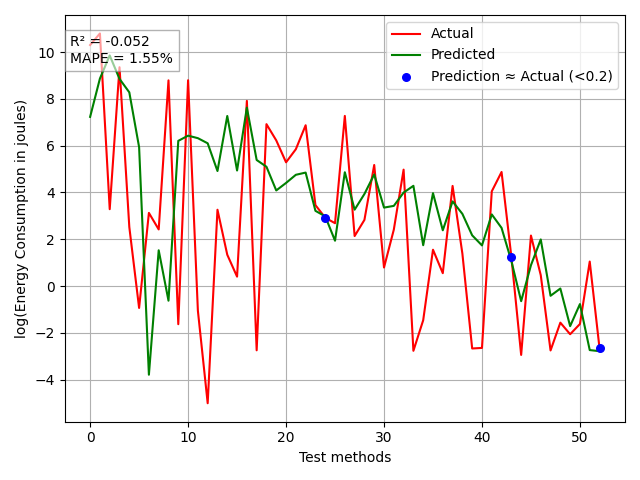 R² = -0.052
MAPE = 1.55%
Actual
Predicted
Prediction ≈ Actual (<0.2)
log(Energy Consumption in joules)
10
8
6
4
2
0
−2
−4
0 10 20 30 40 50
Test methods